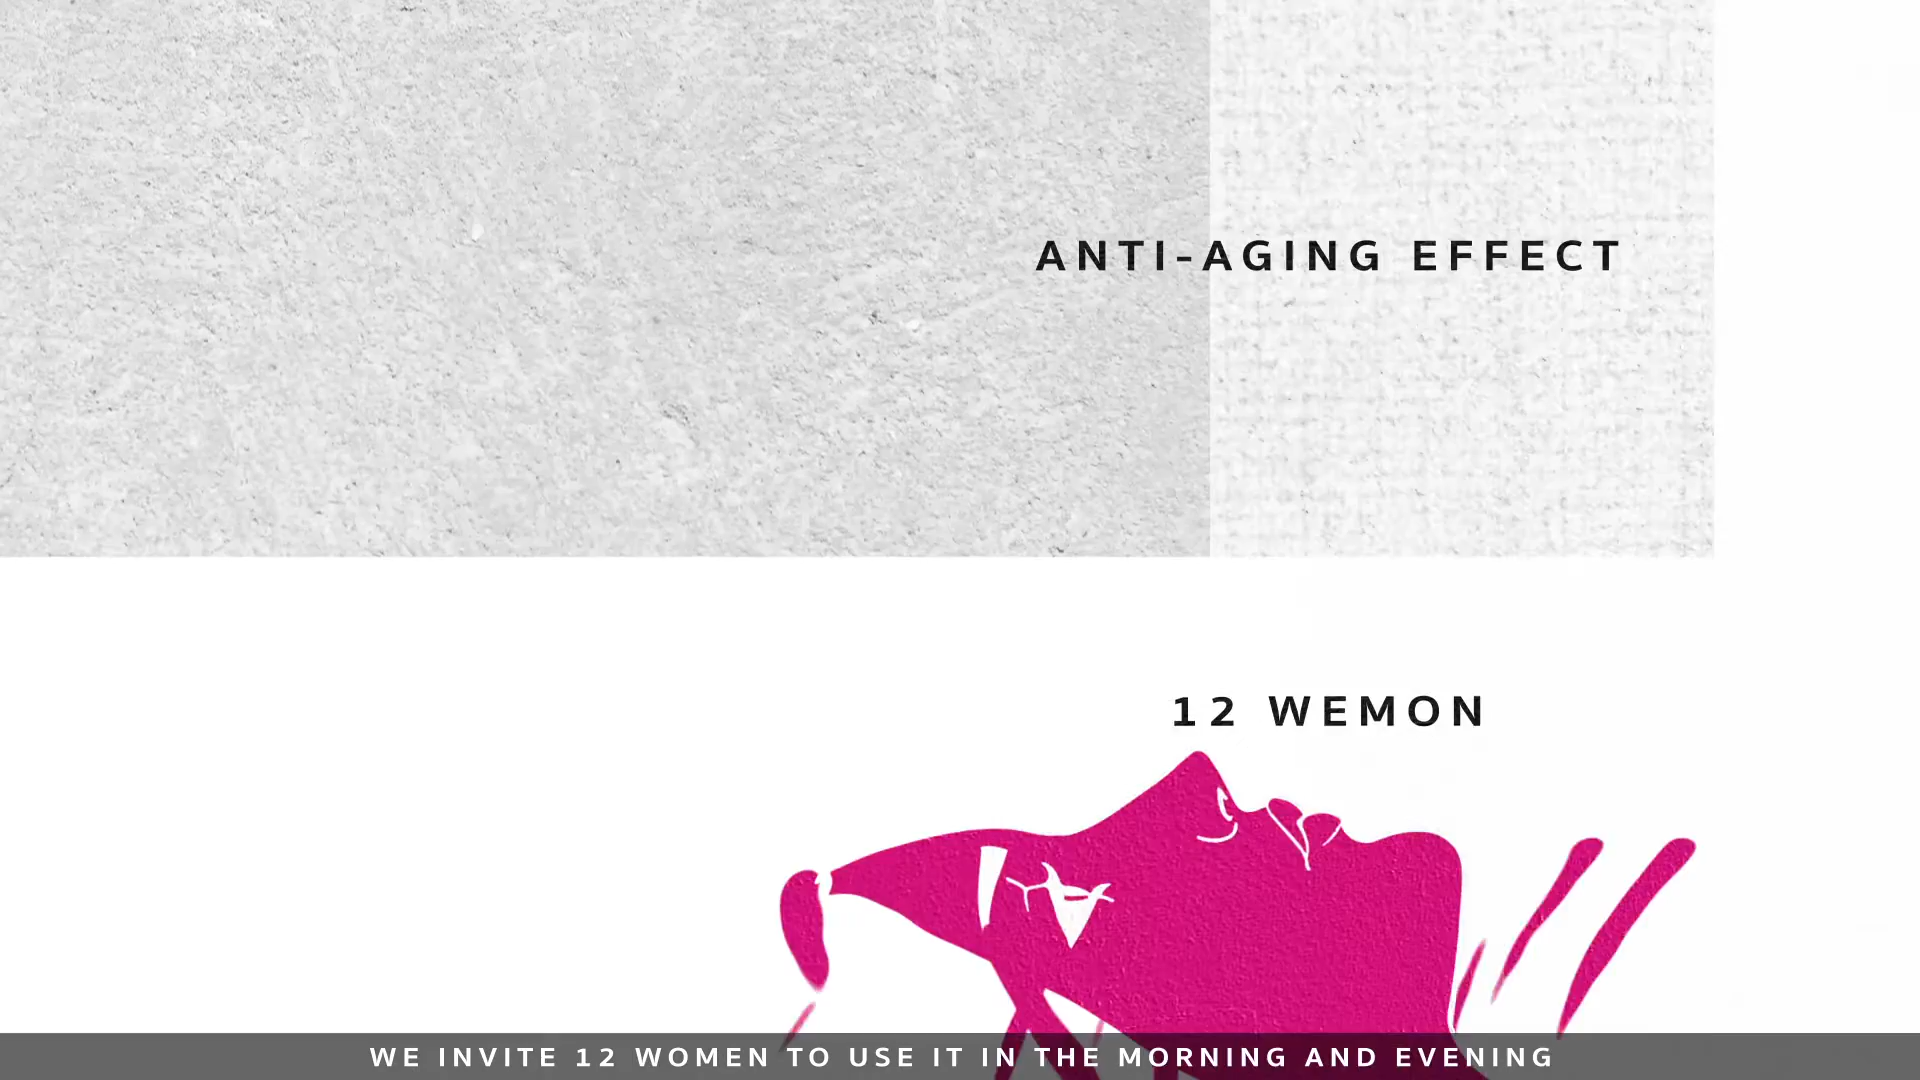 ANTI-AGING EFFECT
12 WEMON
WE INVITE 12 WOMEN TO USE IT IN THE MORNING AND EVENING